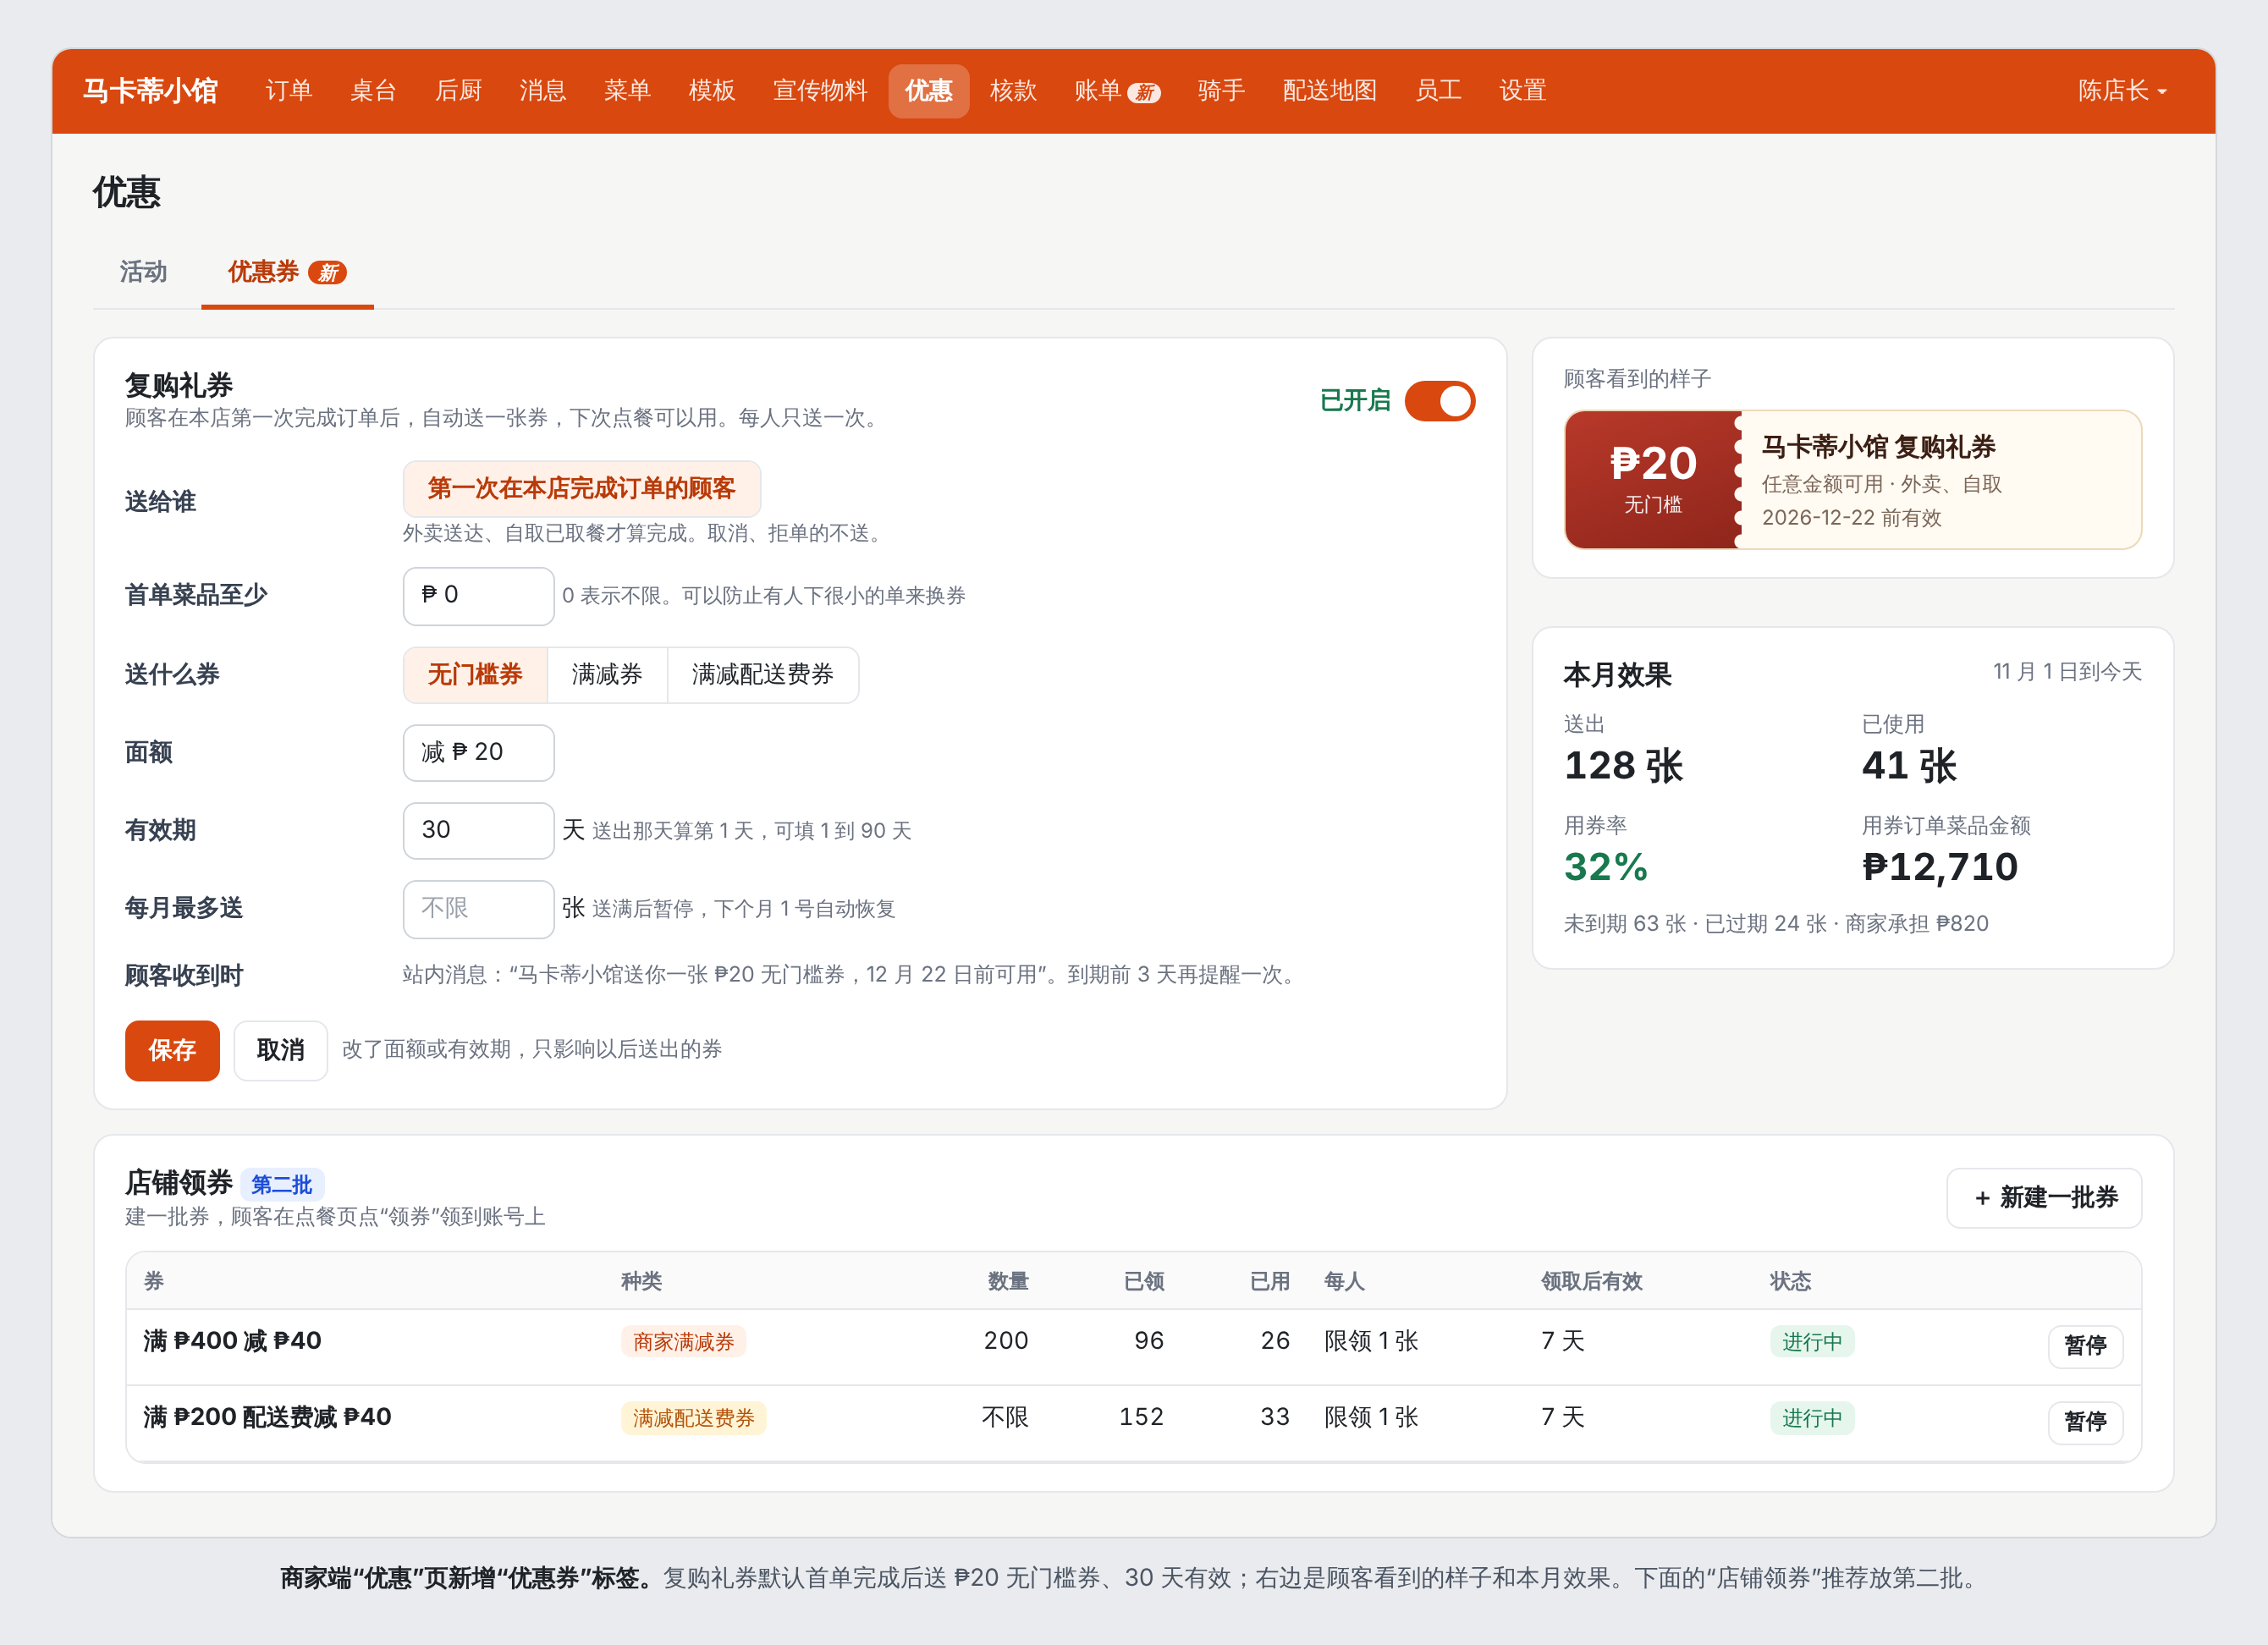 马卡蒂小馆 订单 桌台 后厨 消息 菜单 模板 宣传物料 优惠 核款 账单 新 骑手 配送地图 员工 设置 陈店长
优惠
活动 优惠券 新
复购礼券
顾客在本店第一次完成订单后，自动送一张券，下次点餐可以用。每人只送一次。
已开启
送给谁 第一次在本店完成订单的顾客
外卖送达、自取已取餐才算完成。取消、拒单的不送。
首单菜品至少 ₱ 0 0 表示不限。可以防止有人下很小的单来换券
送什么券 无门槛券 满减券 满减配送费券
面额 减 ₱ 20
有效期 30 天 送出那天算第 1 天，可填 1 到 90 天
每月最多送 不限 张 送满后暂停，下个月 1 号自动恢复
顾客收到时 站内消息：“马卡蒂小馆送你一张 ₱20 无门槛券，12 月 22 日前可用”。到期前 3 天再提醒一次。
保存 取消 改了面额或有效期，只影响以后送出的券
顾客看到的样子
₱20
无门槛
马卡蒂小馆 复购礼券
任意金额可用 · 外卖、自取
2026-12-22 前有效
本月效果 11 月 1 日到今天
送出 已使用
128 张 41 张
用券率 用券订单菜品金额
32% ₱12,710
未到期 63 张 · 已过期 24 张 · 商家承担 ₱820
店铺领券 第二批
建一批券，顾客在点餐页点“领券”领到账号上
+ 新建一批券
券 种类 数量 已领 已用 每人 领取后有效 状态
满 ₱400 减 ₱40 商家满减券 200 96 26 限领 1 张 7 天 进行中 暂停
满 ₱200 配送费减 ₱40 满减配送费券 不限 152 33 限领 1 张 7 天 进行中 暂停
商家端“优惠”页新增“优惠券”标签。复购礼券默认首单完成后送 ₱20 无门槛券、30 天有效；右边是顾客看到的样子和本月效果。下面的“店铺领券”推荐放第二批。